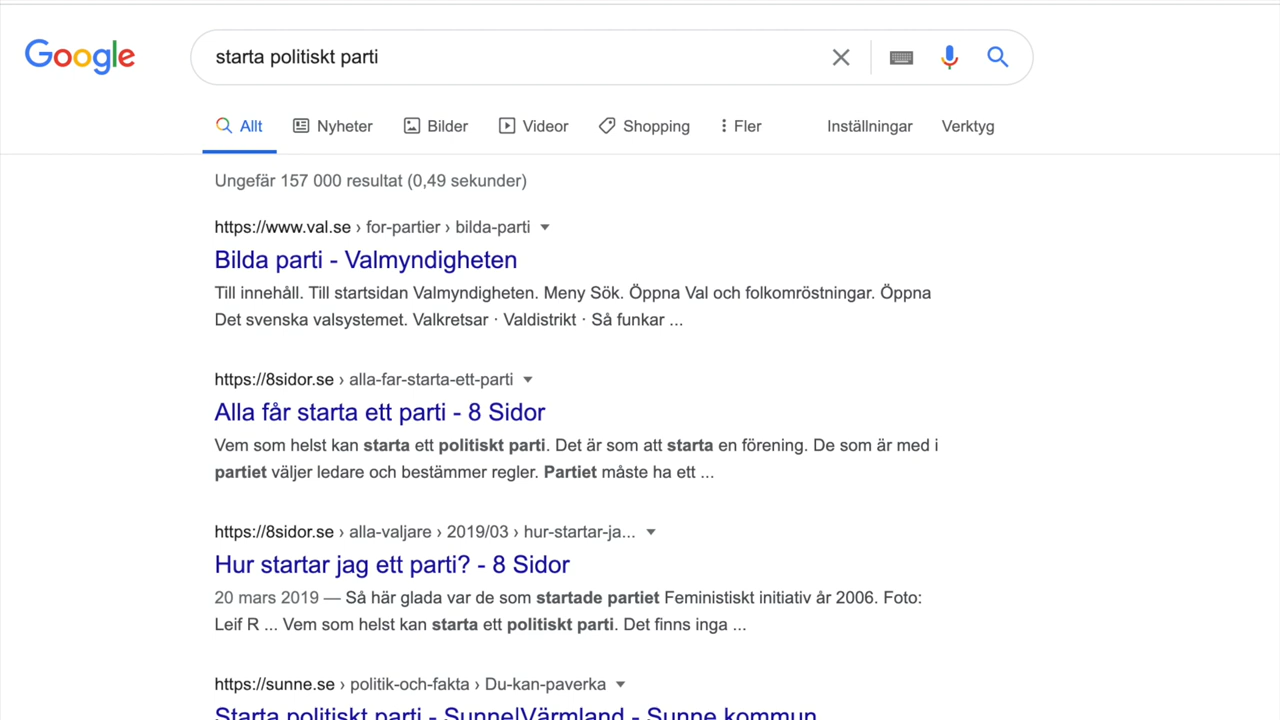 Google
starta politiskt parti
Allt Nyheter Bilder Videor Shopping Fler Inställningar Verktyg
Ungefär 157 000 resultat (0,49 sekunder)
https://www.val.se › for-partier › bilda-parti
Bilda parti - Valmyndigheten
Till innehåll. Till startsidan Valmyndigheten. Meny Sök. Öppna Val och folkomröstningar. Öppna
Det svenska valsystemet. Valkretsar · Valdistrikt · Så funkar ...
https://8sidor.se › alla-far-starta-ett-parti
Alla får starta ett parti - 8 Sidor
Vem som helst kan starta ett politiskt parti. Det är som att starta en förening. De som är med i
partiet väljer ledare och bestämmer regler. Partiet måste ha ett ...
https://8sidor.se › alla-valjare › 2019/03 › hur-startar-ja...
Hur startar jag ett parti? - 8 Sidor
20 mars 2019 — Så här glada var de som startade partiet Feministiskt initiativ år 2006. Foto:
Leif R ... Vem som helst kan starta ett politiskt parti. Det finns inga ...
https://sunne.se › politik-och-fakta › Du-kan-paverka
Starta politiskt parti - Sunne|Värmland - Sunne kommun